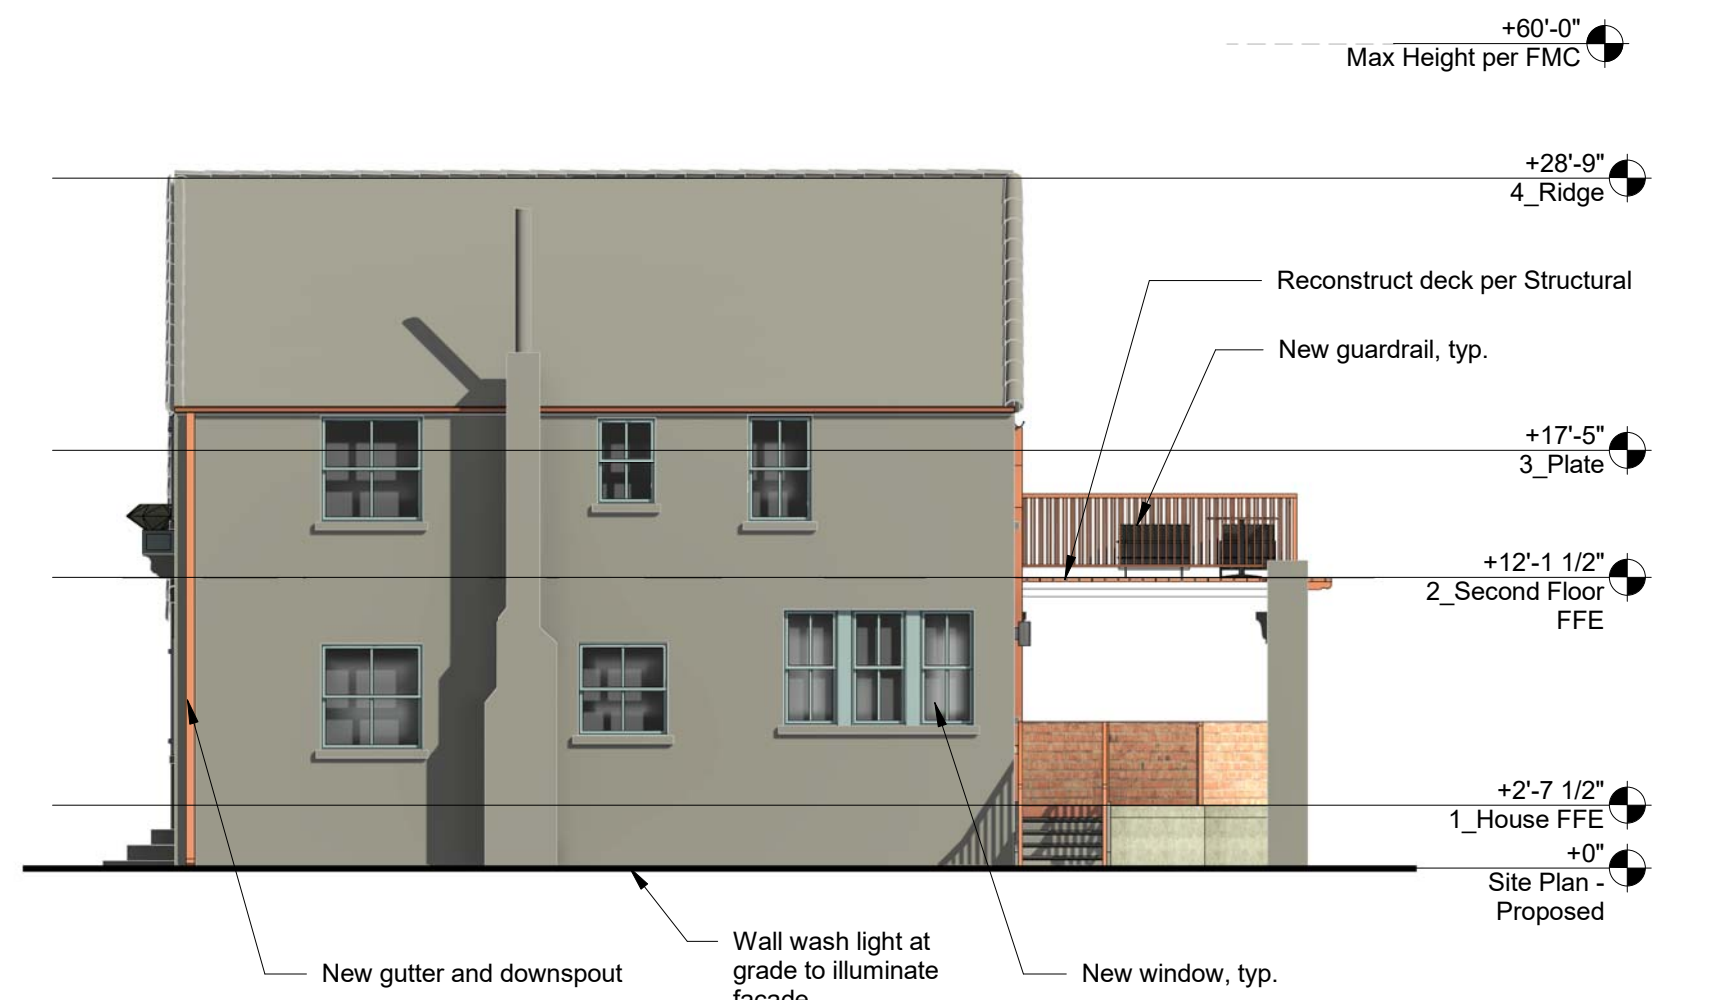 +60'-0"
Max Height per FMC
+28'-9"
4_Ridge
Reconstruct deck per Structural
New guardrail, typ.
+17'-5"
3_Plate
+12'-1 1/2"
2_Second Floor
FFE
+2'-7 1/2"
1_House FFE
+0"
Site Plan -
Proposed
Wall wash light at
grade to illuminate
facade
New gutter and downspout
New window, typ.